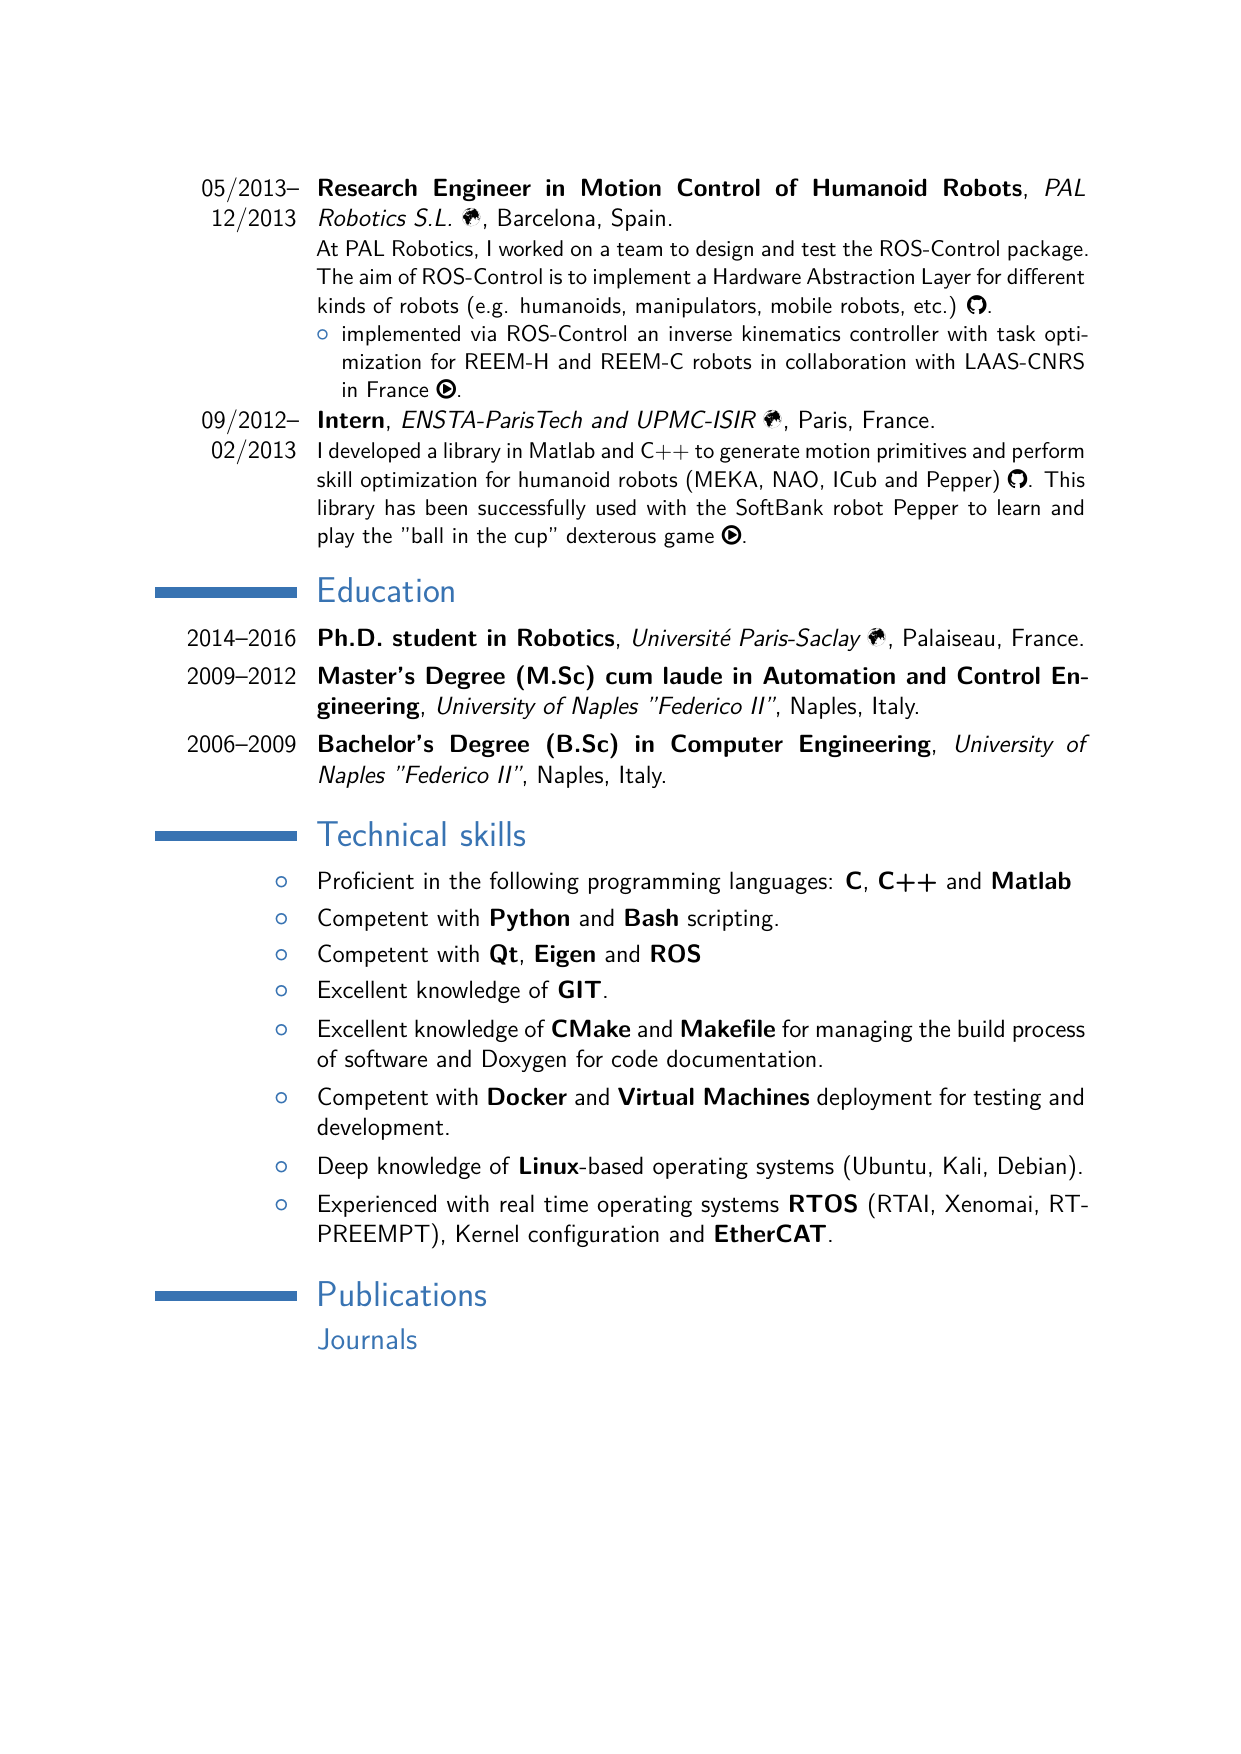 05/2013– Research Engineer in Motion Control of Humanoid Robots, PAL
12/2013 Robotics S.L. , Barcelona, Spain.
At PAL Robotics, I worked on a team to design and test the ROS-Control package.
The aim of ROS-Control is to implement a Hardware Abstraction Layer for different
kinds of robots (e.g. humanoids, manipulators, mobile robots, etc.) .
○ implemented via ROS-Control an inverse kinematics controller with task opti-
mization for REEM-H and REEM-C robots in collaboration with LAAS-CNRS
in France .
09/2012– Intern, ENSTA-ParisTech and UPMC-ISIR , Paris, France.
02/2013 I developed a library in Matlab and C++ to generate motion primitives and perform
skill optimization for humanoid robots (MEKA, NAO, ICub and Pepper) . This
library has been successfully used with the SoftBank robot Pepper to learn and
play the ”ball in the cup” dexterous game .
Education
2014–2016 Ph.D. student in Robotics, Université Paris-Saclay , Palaiseau, France.
2009–2012 Master’s Degree (M.Sc) cum laude in Automation and Control En-
gineering, University of Naples ”Federico II”, Naples, Italy.
2006–2009 Bachelor’s Degree (B.Sc) in Computer Engineering, University of
Naples ”Federico II”, Naples, Italy.
Technical skills
○ Proficient in the following programming languages: C, C++ and Matlab
○ Competent with Python and Bash scripting.
○ Competent with Qt, Eigen and ROS
○ Excellent knowledge of GIT.
○ Excellent knowledge of CMake and Makefile for managing the build process
of software and Doxygen for code documentation.
○ Competent with Docker and Virtual Machines deployment for testing and
development.
○ Deep knowledge of Linux-based operating systems (Ubuntu, Kali, Debian).
○ Experienced with real time operating systems RTOS (RTAI, Xenomai, RT-
PREEMPT), Kernel configuration and EtherCAT.
Publications
Journals